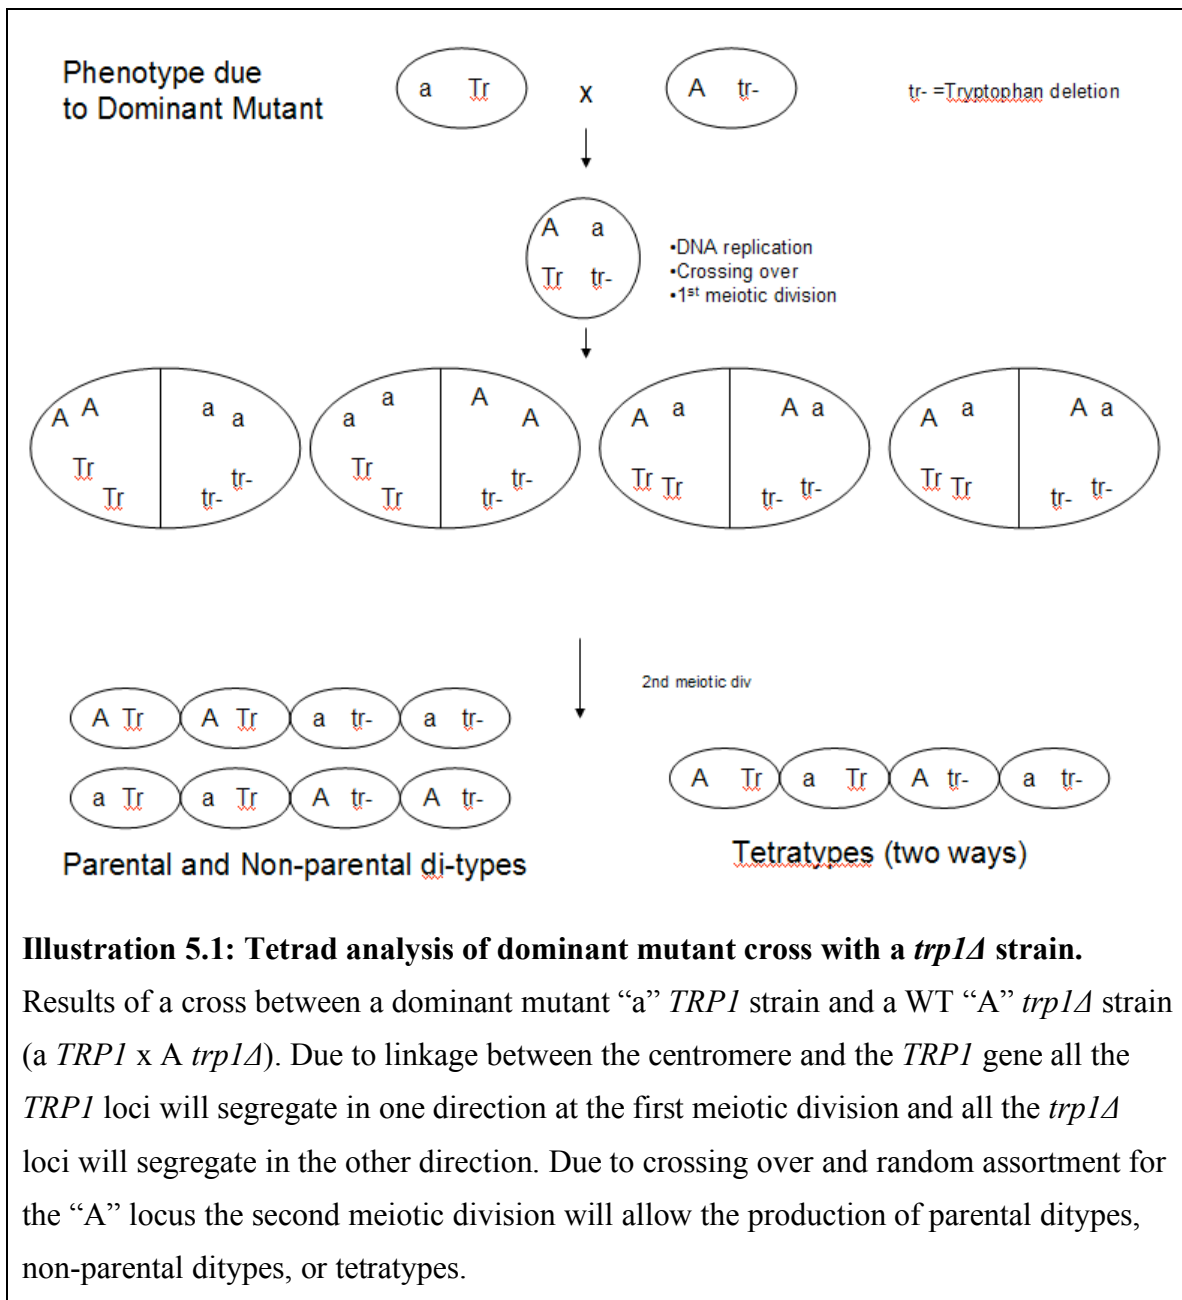 Phenotype due
to Dominant Mutant
a Tr
x
A tr-
tr- =Tryptophan deletion
A a
Tr tr-
•DNA replication
•Crossing over
•1st meiotic division
A A
Tr
Tr
a a
tr-
tr-
a a
Tr
Tr
A A
tr-
tr-
A a
Tr Tr
A a
tr- tr-
A a
Tr Tr
A a
tr- tr-
2nd meiotic div
A Tr A Tr a tr- a tr-
a Tr a Tr A tr- A tr-
Parental and Non-parental di-types
A Tr a Tr A tr- a tr-
Tetratypes (two ways)
Illustration 5.1: Tetrad analysis of dominant mutant cross with a trp1Δ strain.
Results of a cross between a dominant mutant “a” TRP1 strain and a WT “A” trp1Δ strain
(a TRP1 x A trp1Δ). Due to linkage between the centromere and the TRP1 gene all the
TRP1 loci will segregate in one direction at the first meiotic division and all the trp1Δ
loci will segregate in the other direction. Due to crossing over and random assortment for
the “A” locus the second meiotic division will allow the production of parental ditypes,
non-parental ditypes, or tetratypes.